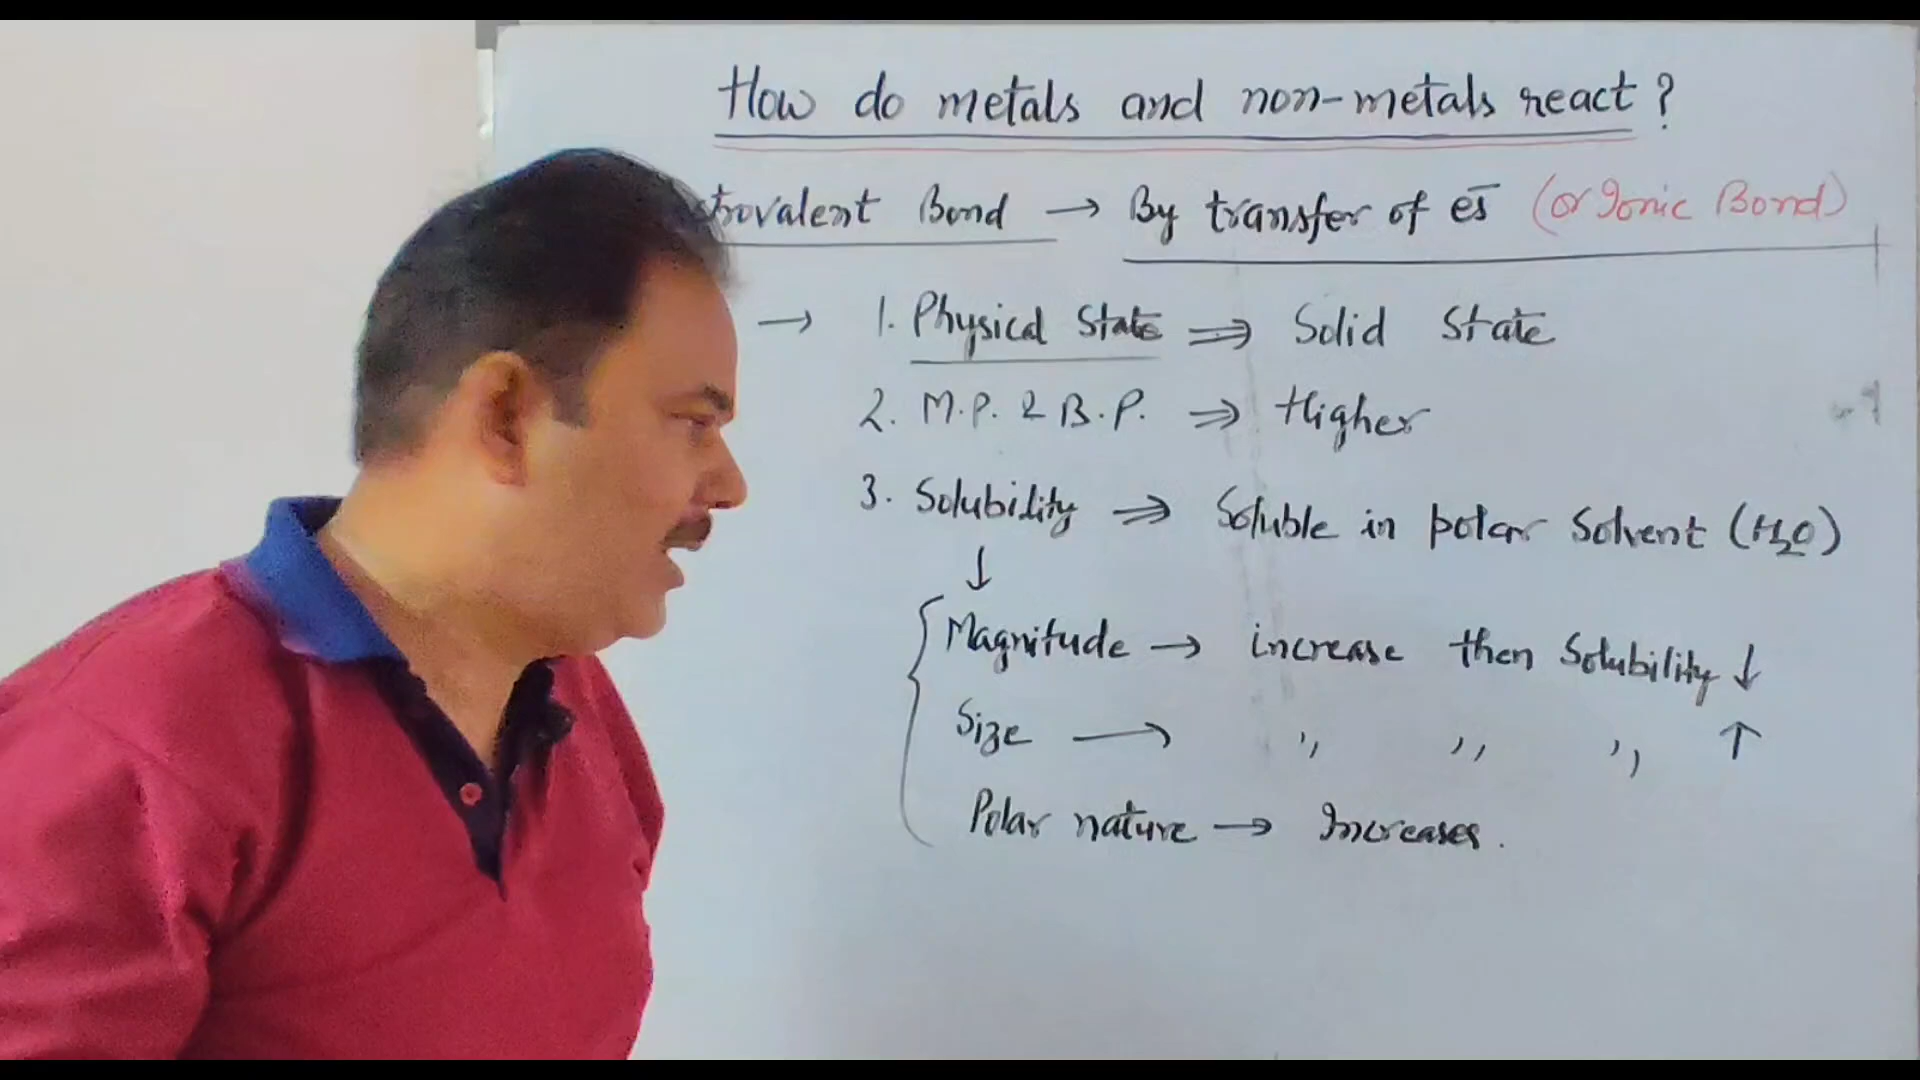 How do metals and non-metals react ?
trovalent Bond → By transfer of es̄ (or Ionic Bond)
→ 1. Physical State ⇒ Solid State
2. M.P. & B.P. ⇒ Higher
3. Solubility ⇒ Soluble in polar Solvent (H₂O)
↓
{ Magnitude → increase then Solubility ↓
Size → ,, ,, ,, ↑
Polar nature → Increases.